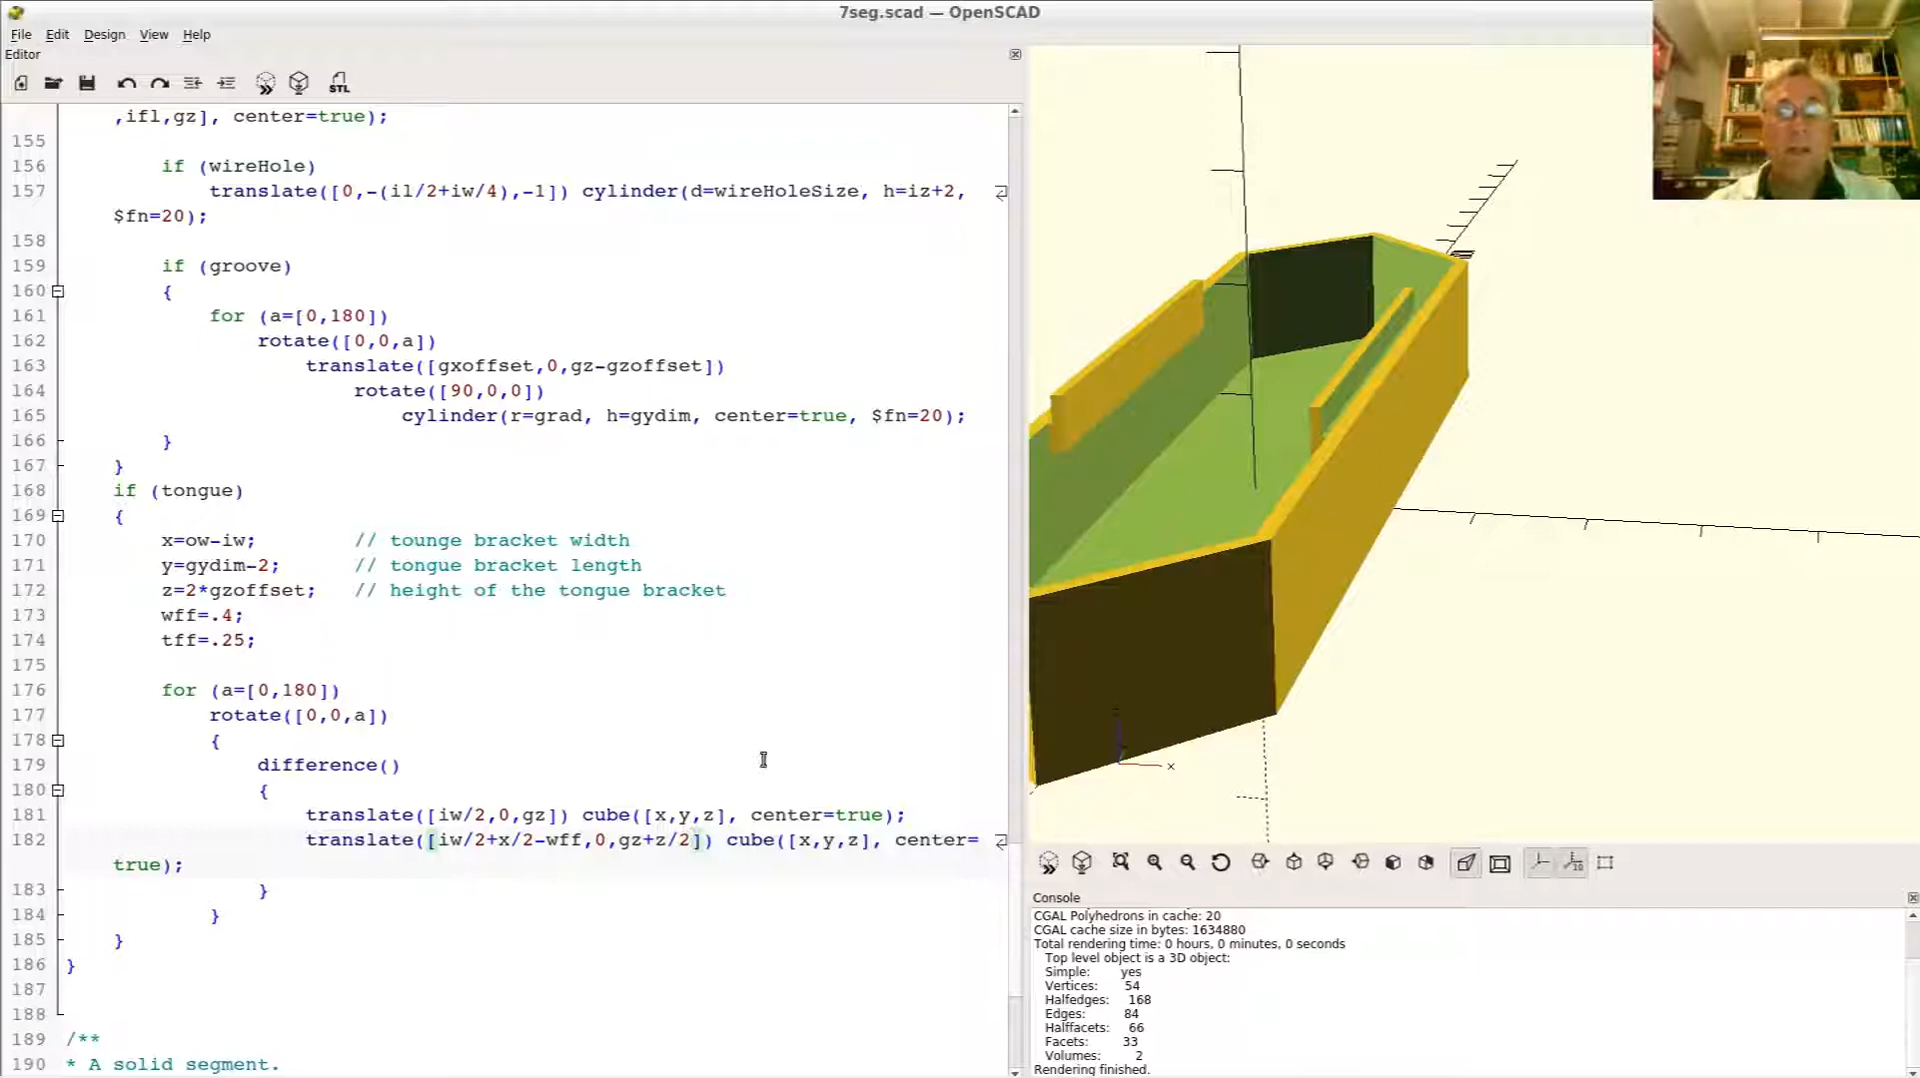 7seg.scad — OpenSCAD
File Edit Design View Help
Editor
STL
,ifl,gz], center=true);
155
156 if (wireHole)
157 translate([0,-(il/2+iw/4),-1]) cylinder(d=wireHoleSize, h=iz+2,
$fn=20);
158
159 if (groove)
160 {
161 for (a=[0,180])
162 rotate([0,0,a])
163 translate([gxoffset,0,gz-gzoffset])
164 rotate([90,0,0])
165 cylinder(r=grad, h=gydim, center=true, $fn=20);
166 }
167 }
168 if (tongue)
169 {
170 x=ow-iw; // tounge bracket width
171 y=gydim-2; // tongue bracket length
172 z=2*gzoffset; // height of the tongue bracket
173 wff=.4;
174 tff=.25;
175
176 for (a=[0,180])
177 rotate([0,0,a])
178 {
179 difference()
180 {
181 translate([iw/2,0,gz]) cube([x,y,z], center=true);
182 translate([iw/2+x/2-wff,0,gz+z/2]) cube([x,y,z], center=
true);
183 }
184 }
185 }
186 }
187
188
189 /**
190 * A solid segment.
x
Console
CGAL Polyhedrons in cache: 20
CGAL cache size in bytes: 1634880
Total rendering time: 0 hours, 0 minutes, 0 seconds
Top level object is a 3D object:
Simple: yes
Vertices: 54
Halfedges: 168
Edges: 84
Halffacets: 66
Facets: 33
Volumes: 2
Rendering finished.